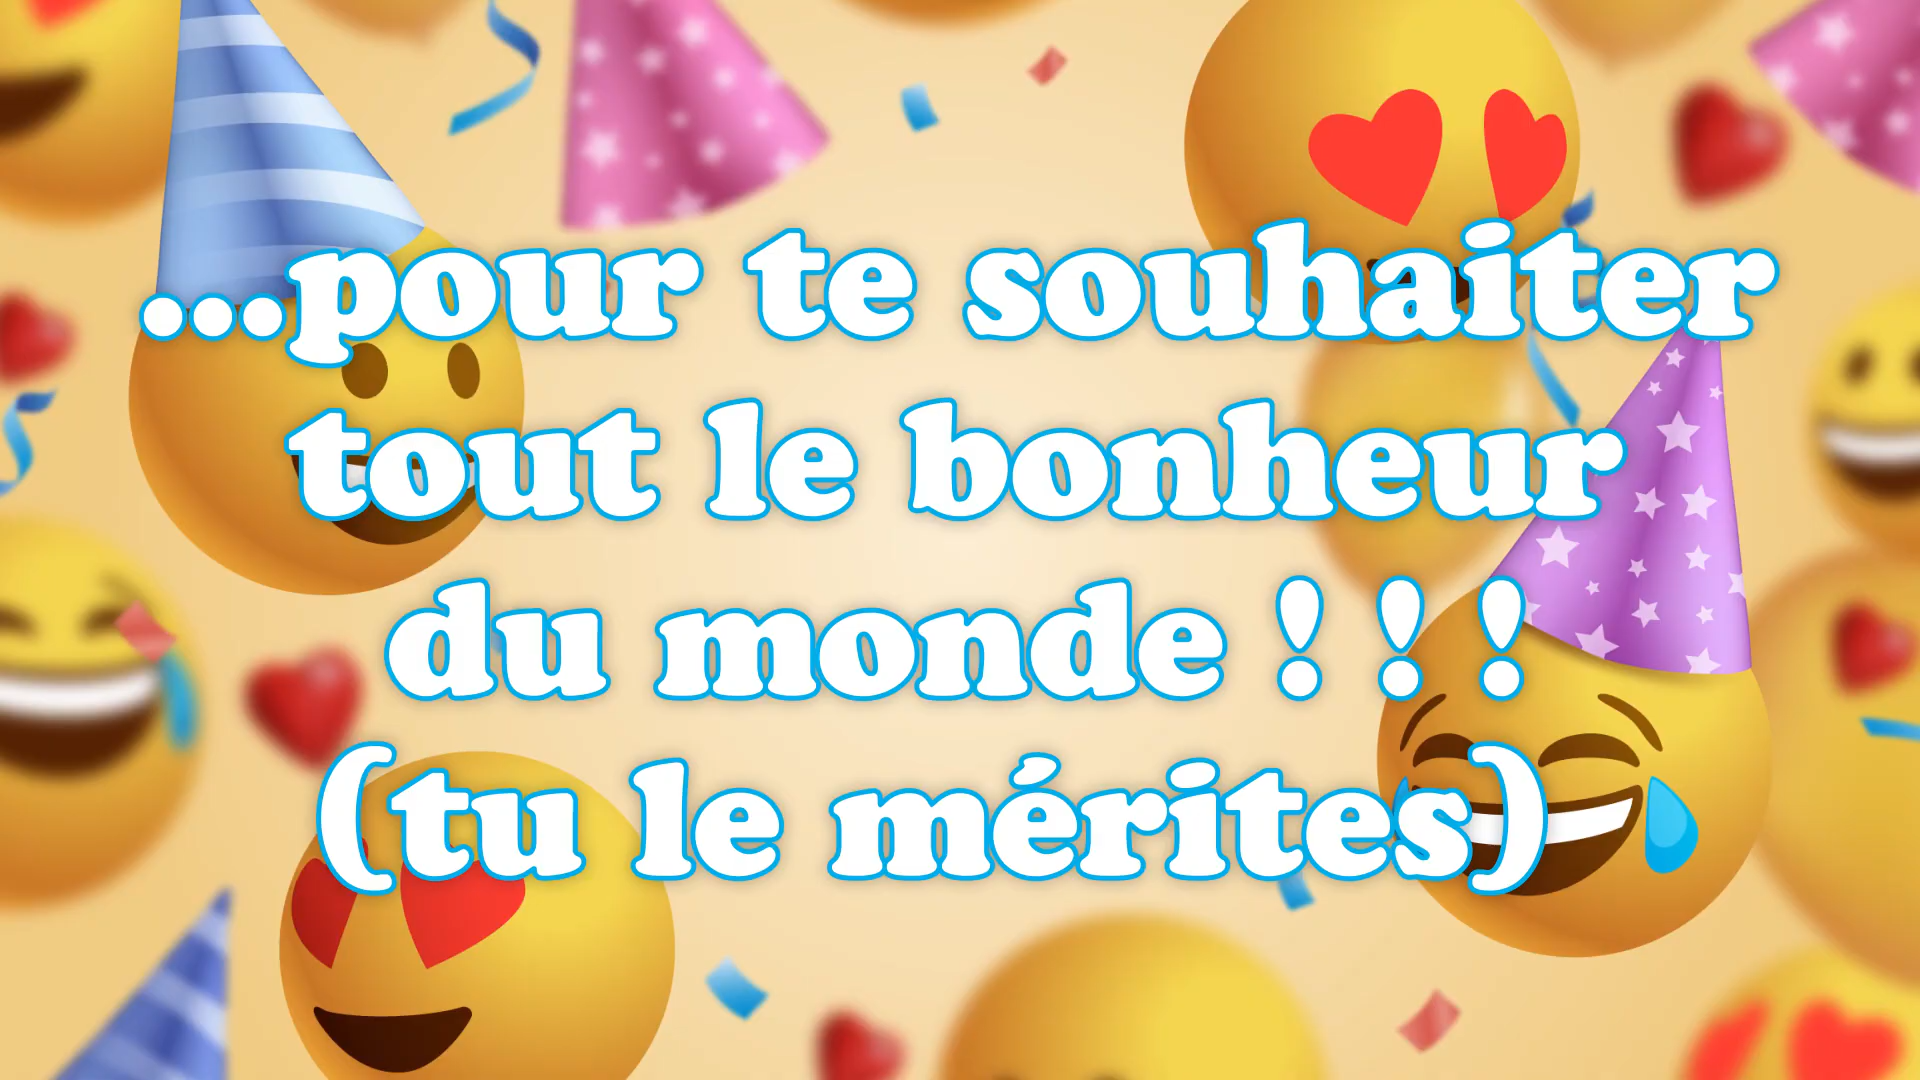 ...pour te souhaiter
tout le bonheur
du monde ! ! !
(tu le mérites)